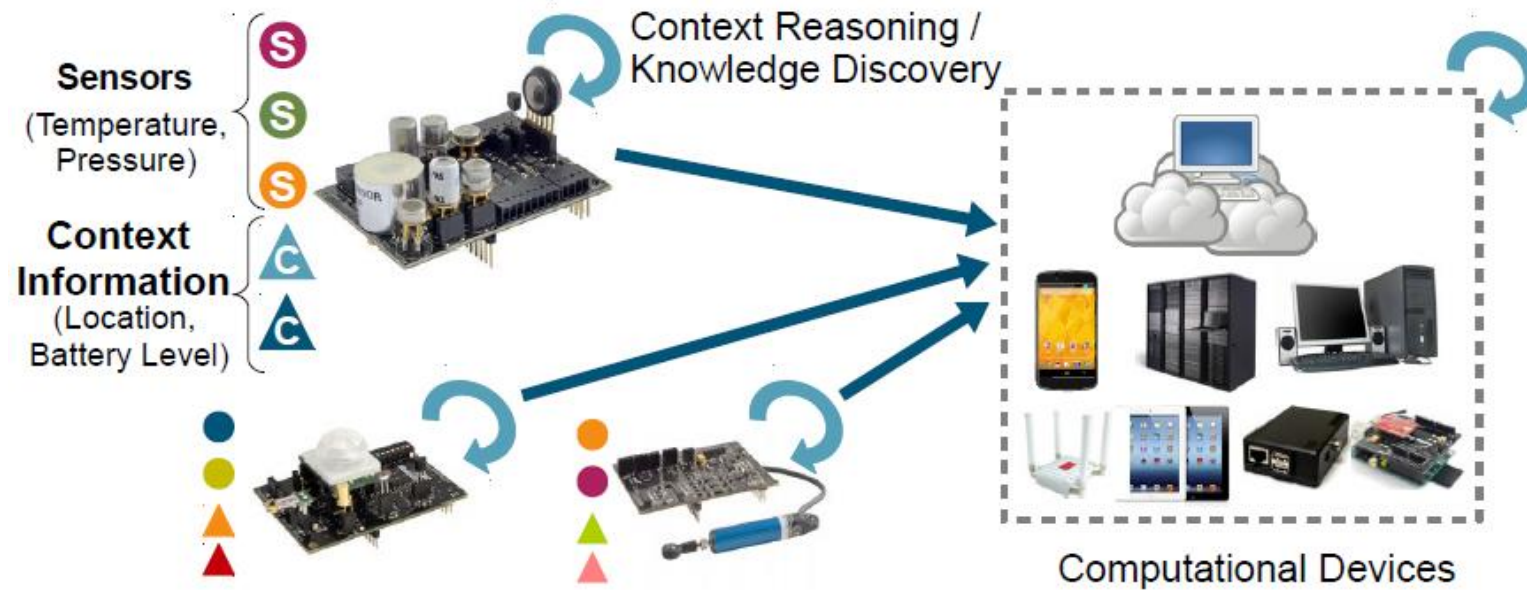 Sensors
(Temperature,
Pressure)
S
S
S
Context
Information
(Location,
Battery Level)
C
C
Context Reasoning /
Knowledge Discovery
Computational Devices